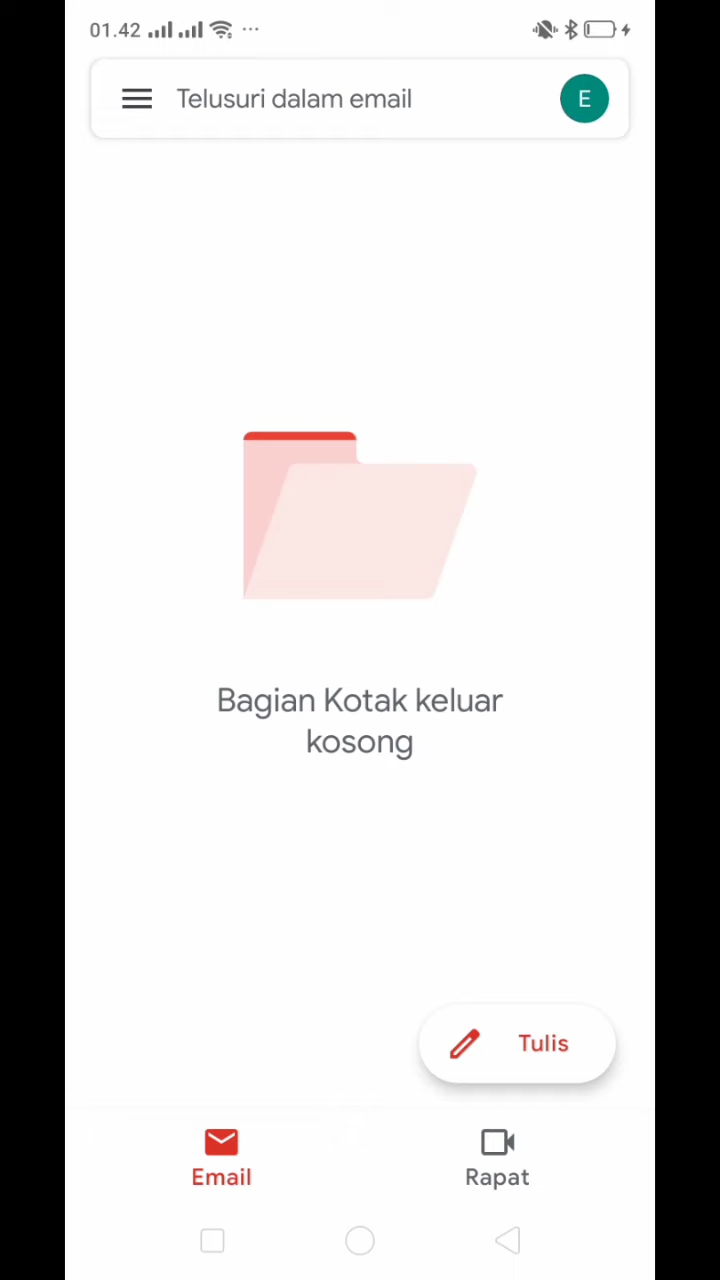 01.42
Telusuri dalam email
E
Bagian Kotak keluar
kosong
Tulis
Email
Rapat